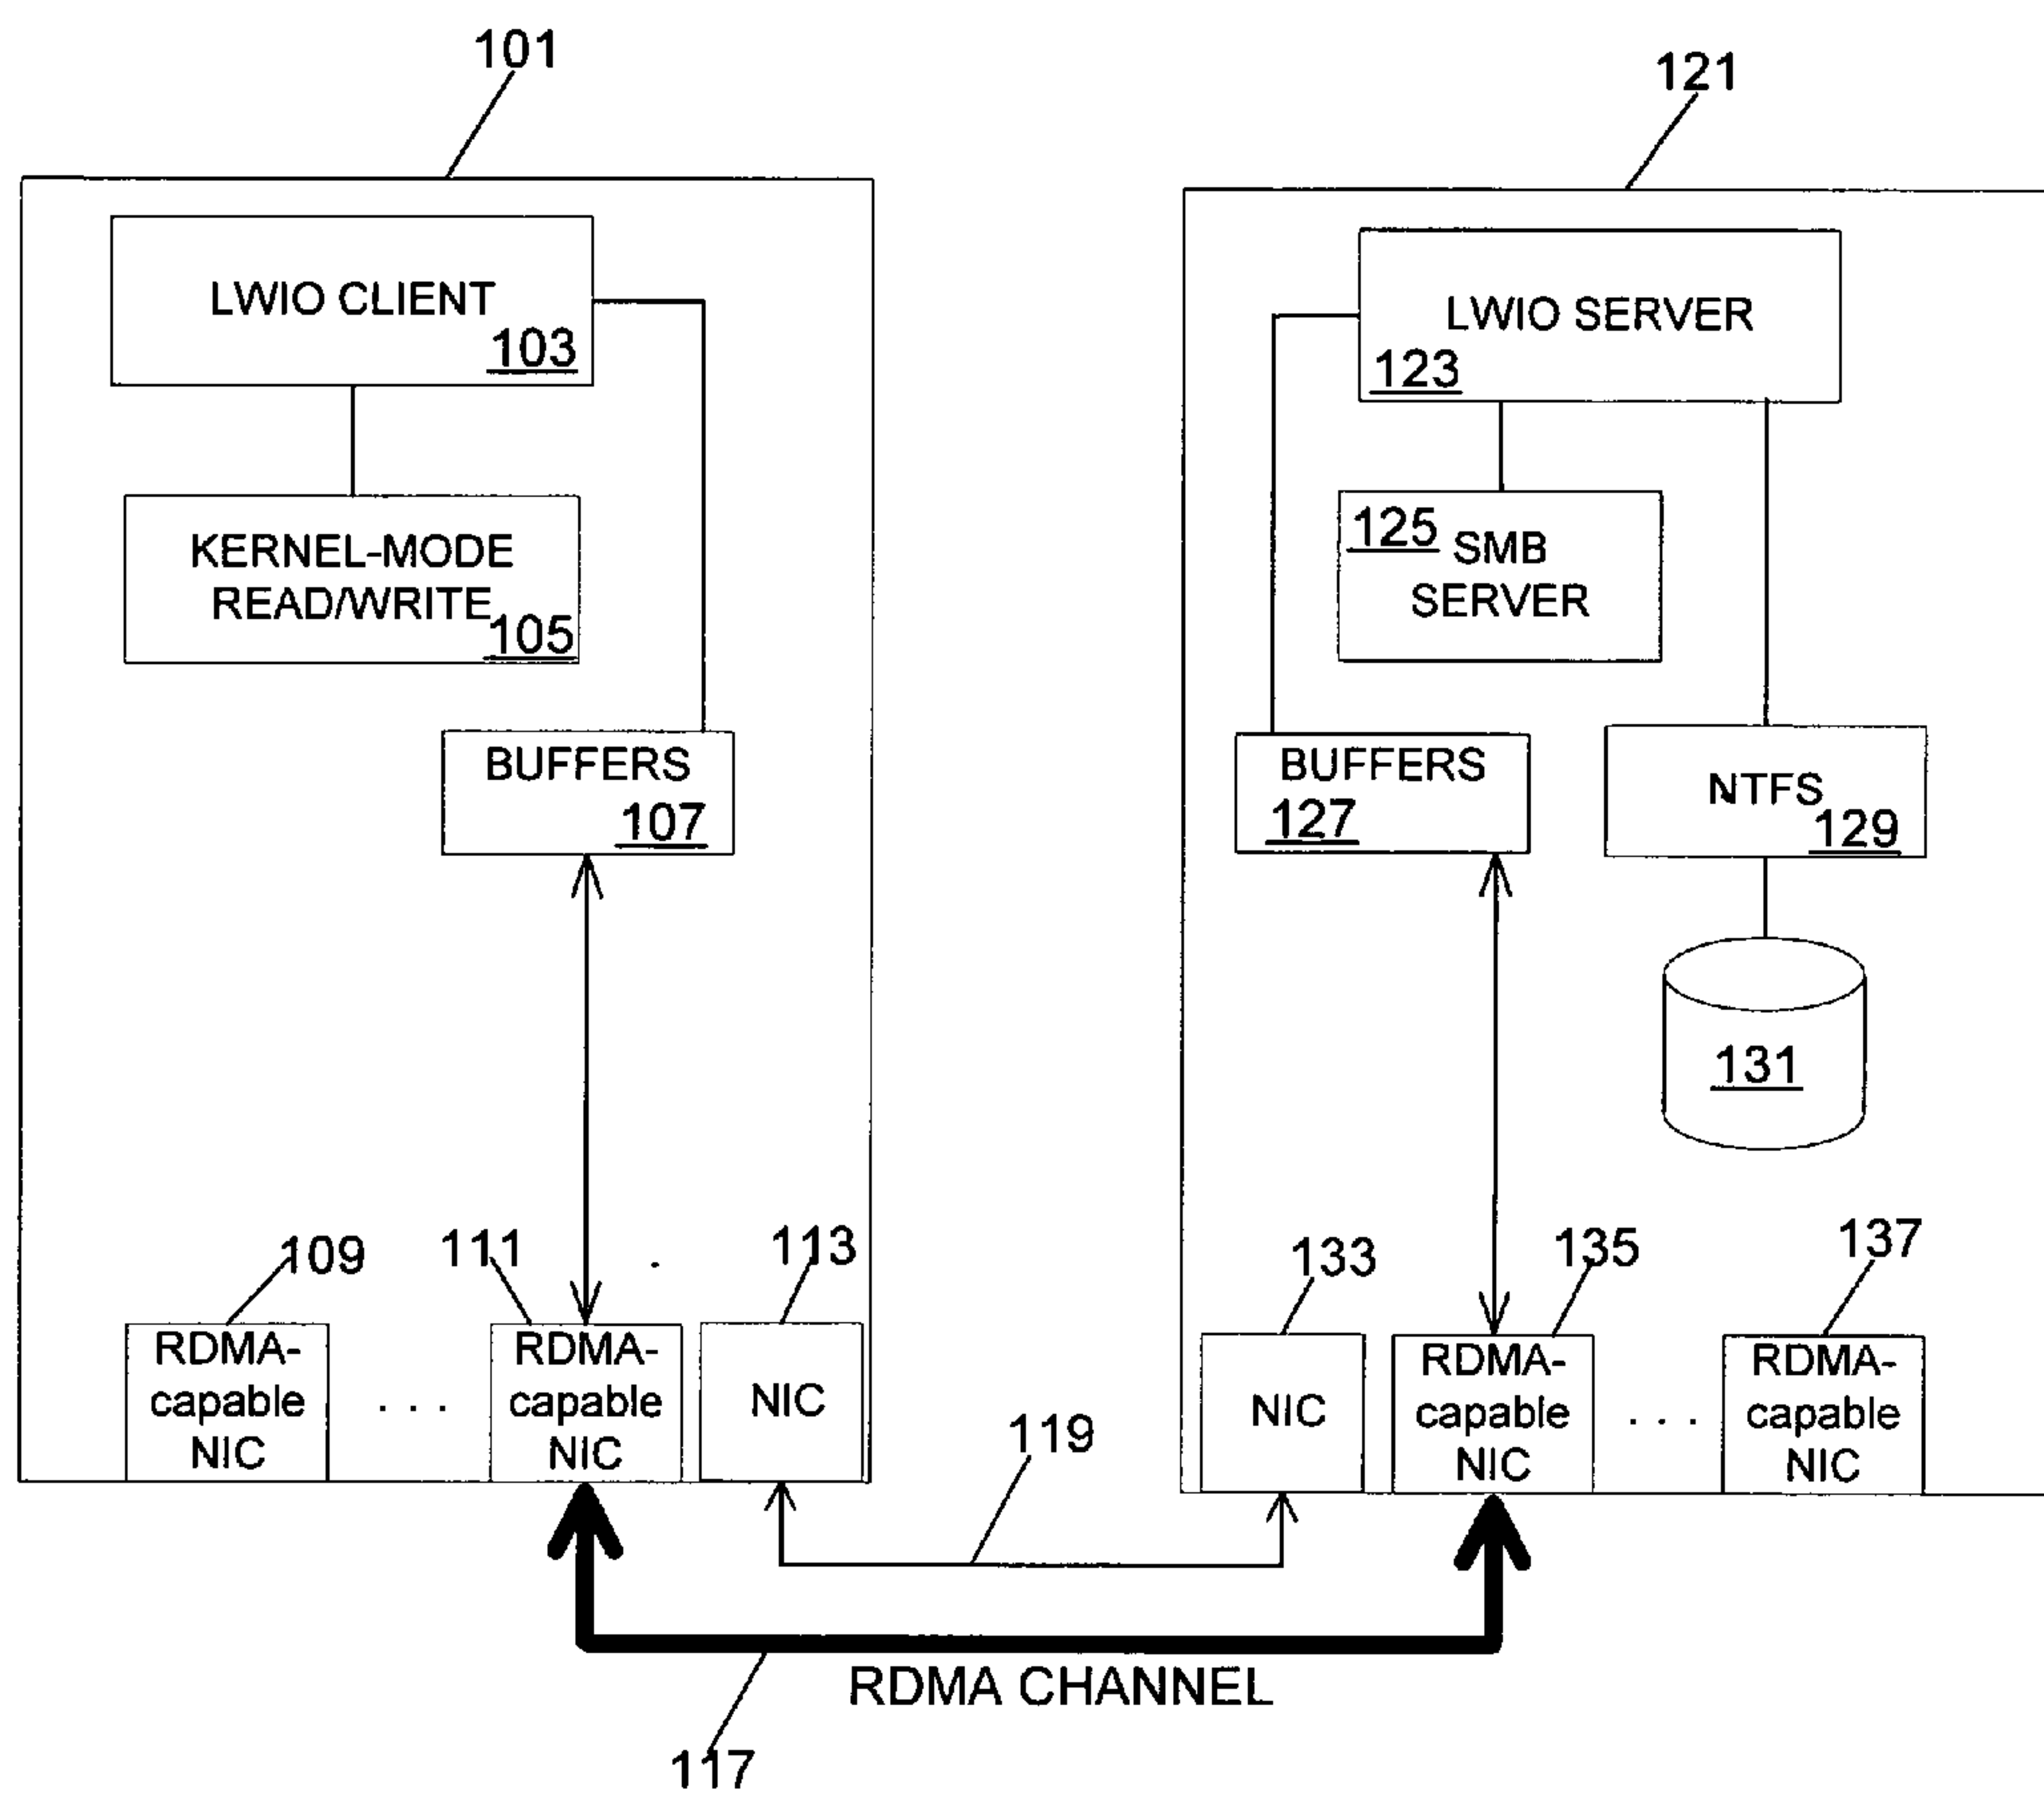 101
121
LWIO CLIENT
103
LWIO SERVER
123
KERNEL-MODE
READ/WRITE
105
125
SMB
SERVER
BUFFERS
107
BUFFERS
127
NTFS
129
131
109
111
113
133
135
137
RDMA-
capable
NIC
. . .
RDMA-
capable
NIC
NIC
NIC
RDMA-
capable
NIC
. . .
RDMA-
capable
NIC
119
RDMA CHANNEL
117